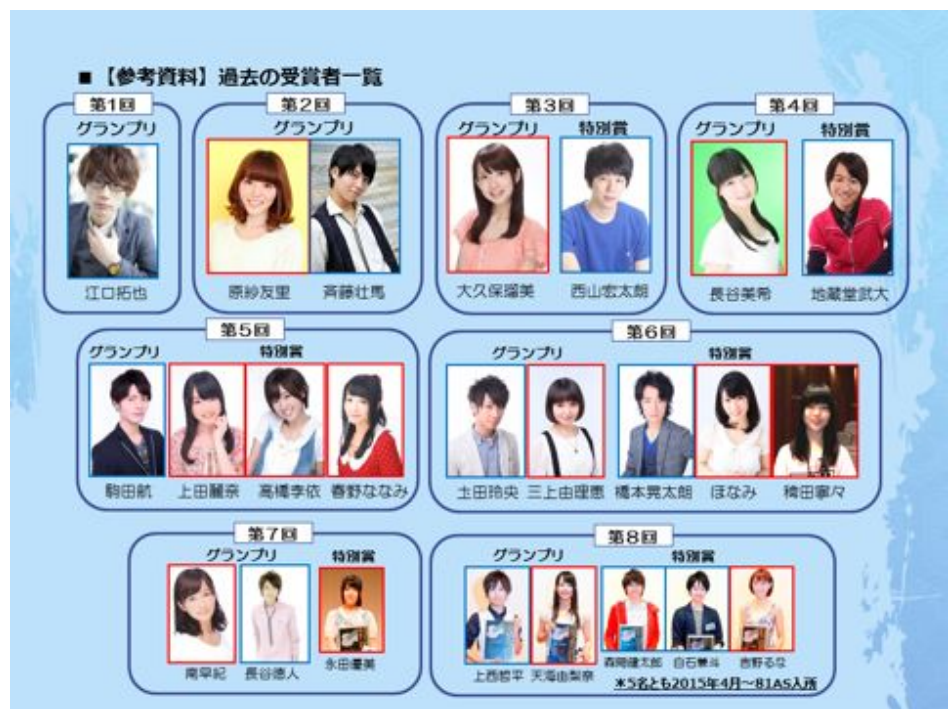 ■【参考資料】過去の受賞者一覧
第1回
グランプリ
江口拓也
第2回
グランプリ
原紗友里 斉藤壮馬
第3回
グランプリ 特別賞
大久保瑠美 西山宏太朗
第4回
グランプリ 特別賞
長谷美希 地蔵堂武大
第5回
グランプリ 特別賞
駒田航 上田麗奈 高橋李依 春野ななみ
第6回
グランプリ 特別賞
土田玲央 三上由理恵 橋本晃太朗 ほなみ 稗田寧々
第7回
グランプリ 特別賞
南早紀 長谷徳人 永田優美
第8回
グランプリ 特別賞
上西哲平 天海由梨奈 森岡健太郎 白石兼斗 吉野るな
*5名とも2015年4月～81AS入所